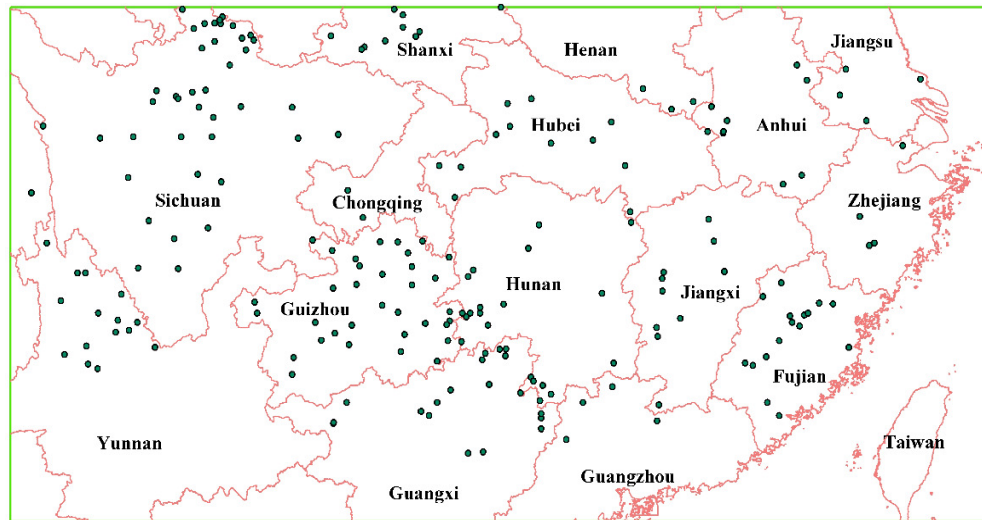 Shanxi
Henan
Jiangsu
Hubei
Anhui
Sichuan
Chongqing
Zhejiang
Hunan
Jiangxi
Guizhou
Fujian
Yunnan
Taiwan
Guangzhou
Guangxi